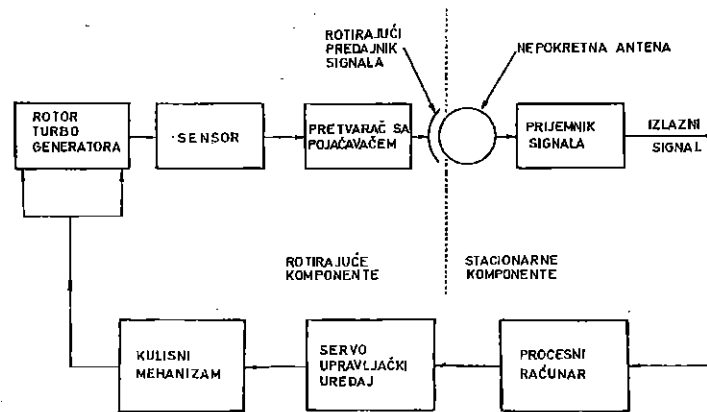 ROTIRAJUĆI
PREDAJNIK
SIGNALA
NEPOKRETNA ANTENA
ROTOR
TURBO
GENERATORA
SENSOR
PRETVARAČ SA
POJAČAVAČEM
PRIJEMNIK
SIGNALA
IZLAZNI
SIGNAL
ROTIRAJUĆE
KOMPONENTE
STACIONARNE
KOMPONENTE
KULISNI
MEHANIZAM
SERVO
UPRAVLJAČKI
UREĐAJ
PROCESNI
RAČUNAR